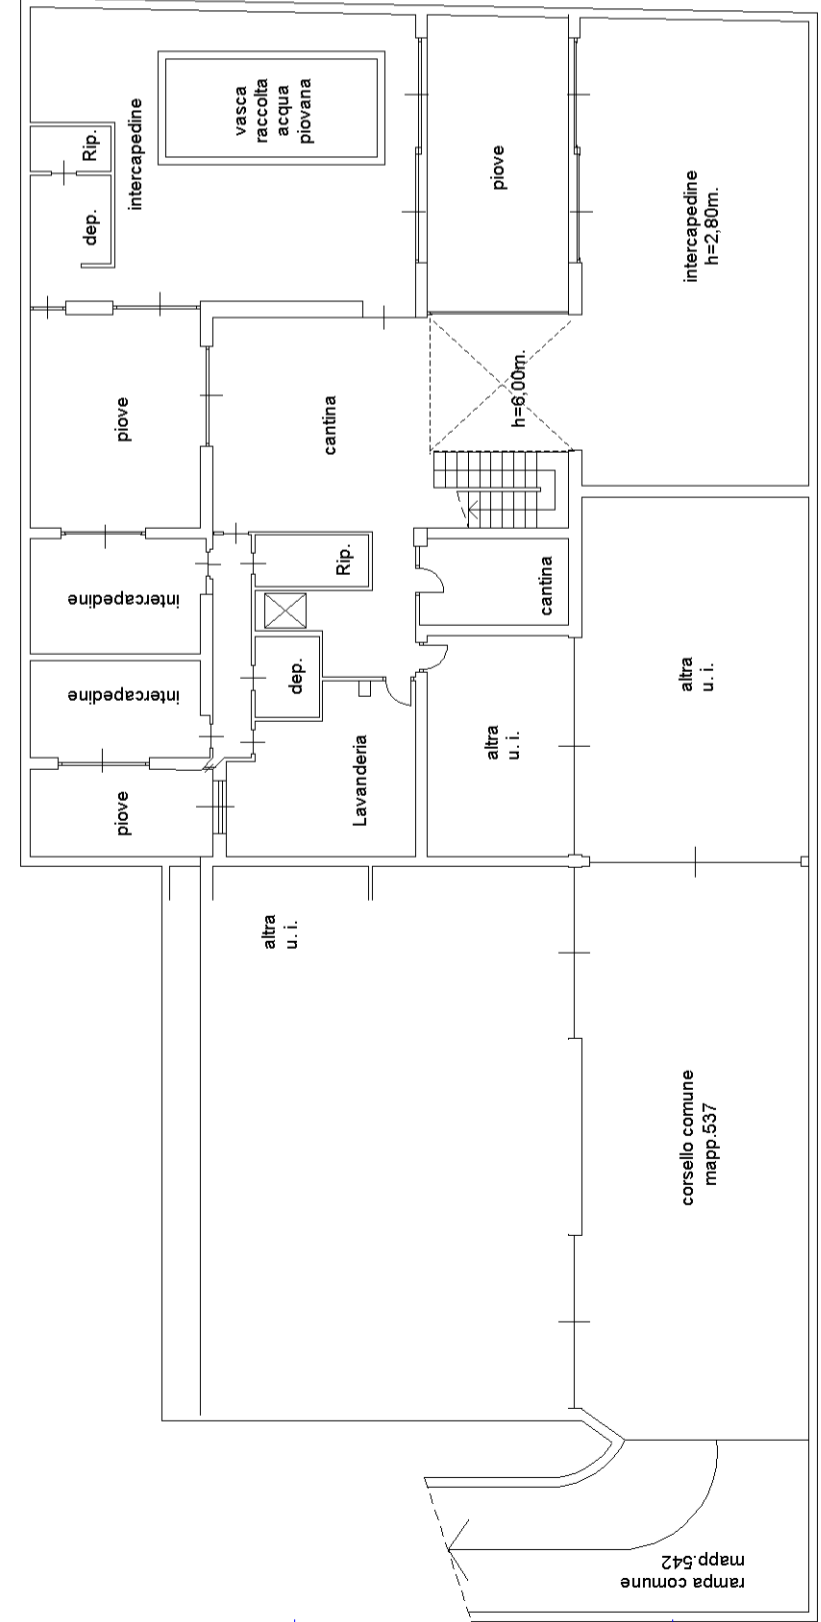 vasca
raccolta
acqua
piovana
intercapedine
Rip.
dep.
piove
intercapedine
h=2,80m.
piove
cantina
h=6,00m.
intercapedine
Rip.
cantina
intercapedine
dep.
altra
u. i.
altra
u. i.
piove
Lavanderia
altra
u. i.
corsello comune
mapp.537
rampa comune
mapp.542